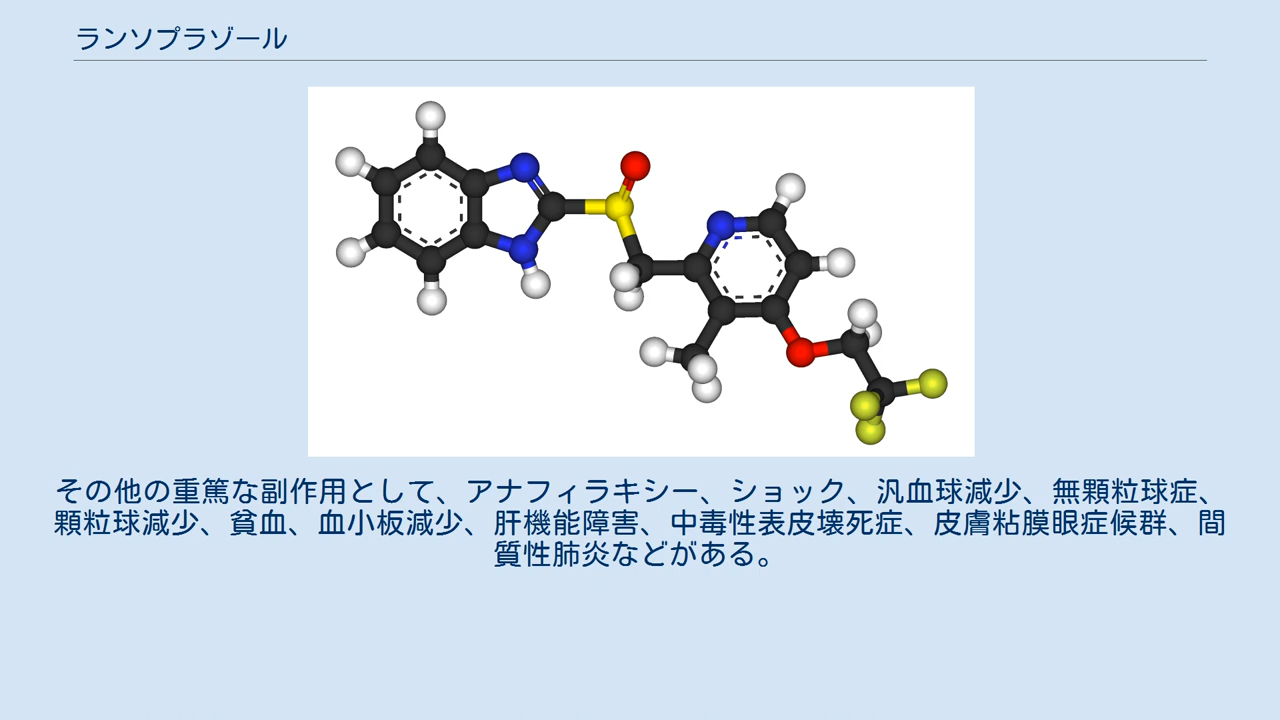 ランソプラゾール
その他の重篤な副作用として、アナフィラキシー、ショック、汎血球減少、無顆粒球症、
顆粒球減少、貧血、血小板減少、肝機能障害、中毒性表皮壊死症、皮膚粘膜眼症候群、間
質性肺炎などがある。